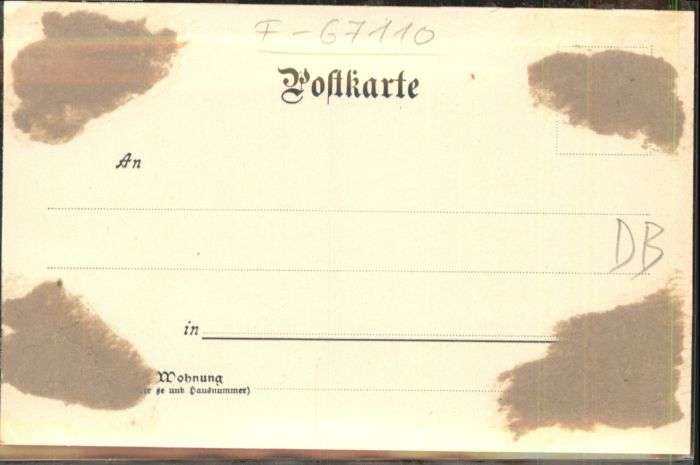 F-67110
Postkarte
An
DB
in
Wohnung
und Hausnummer)